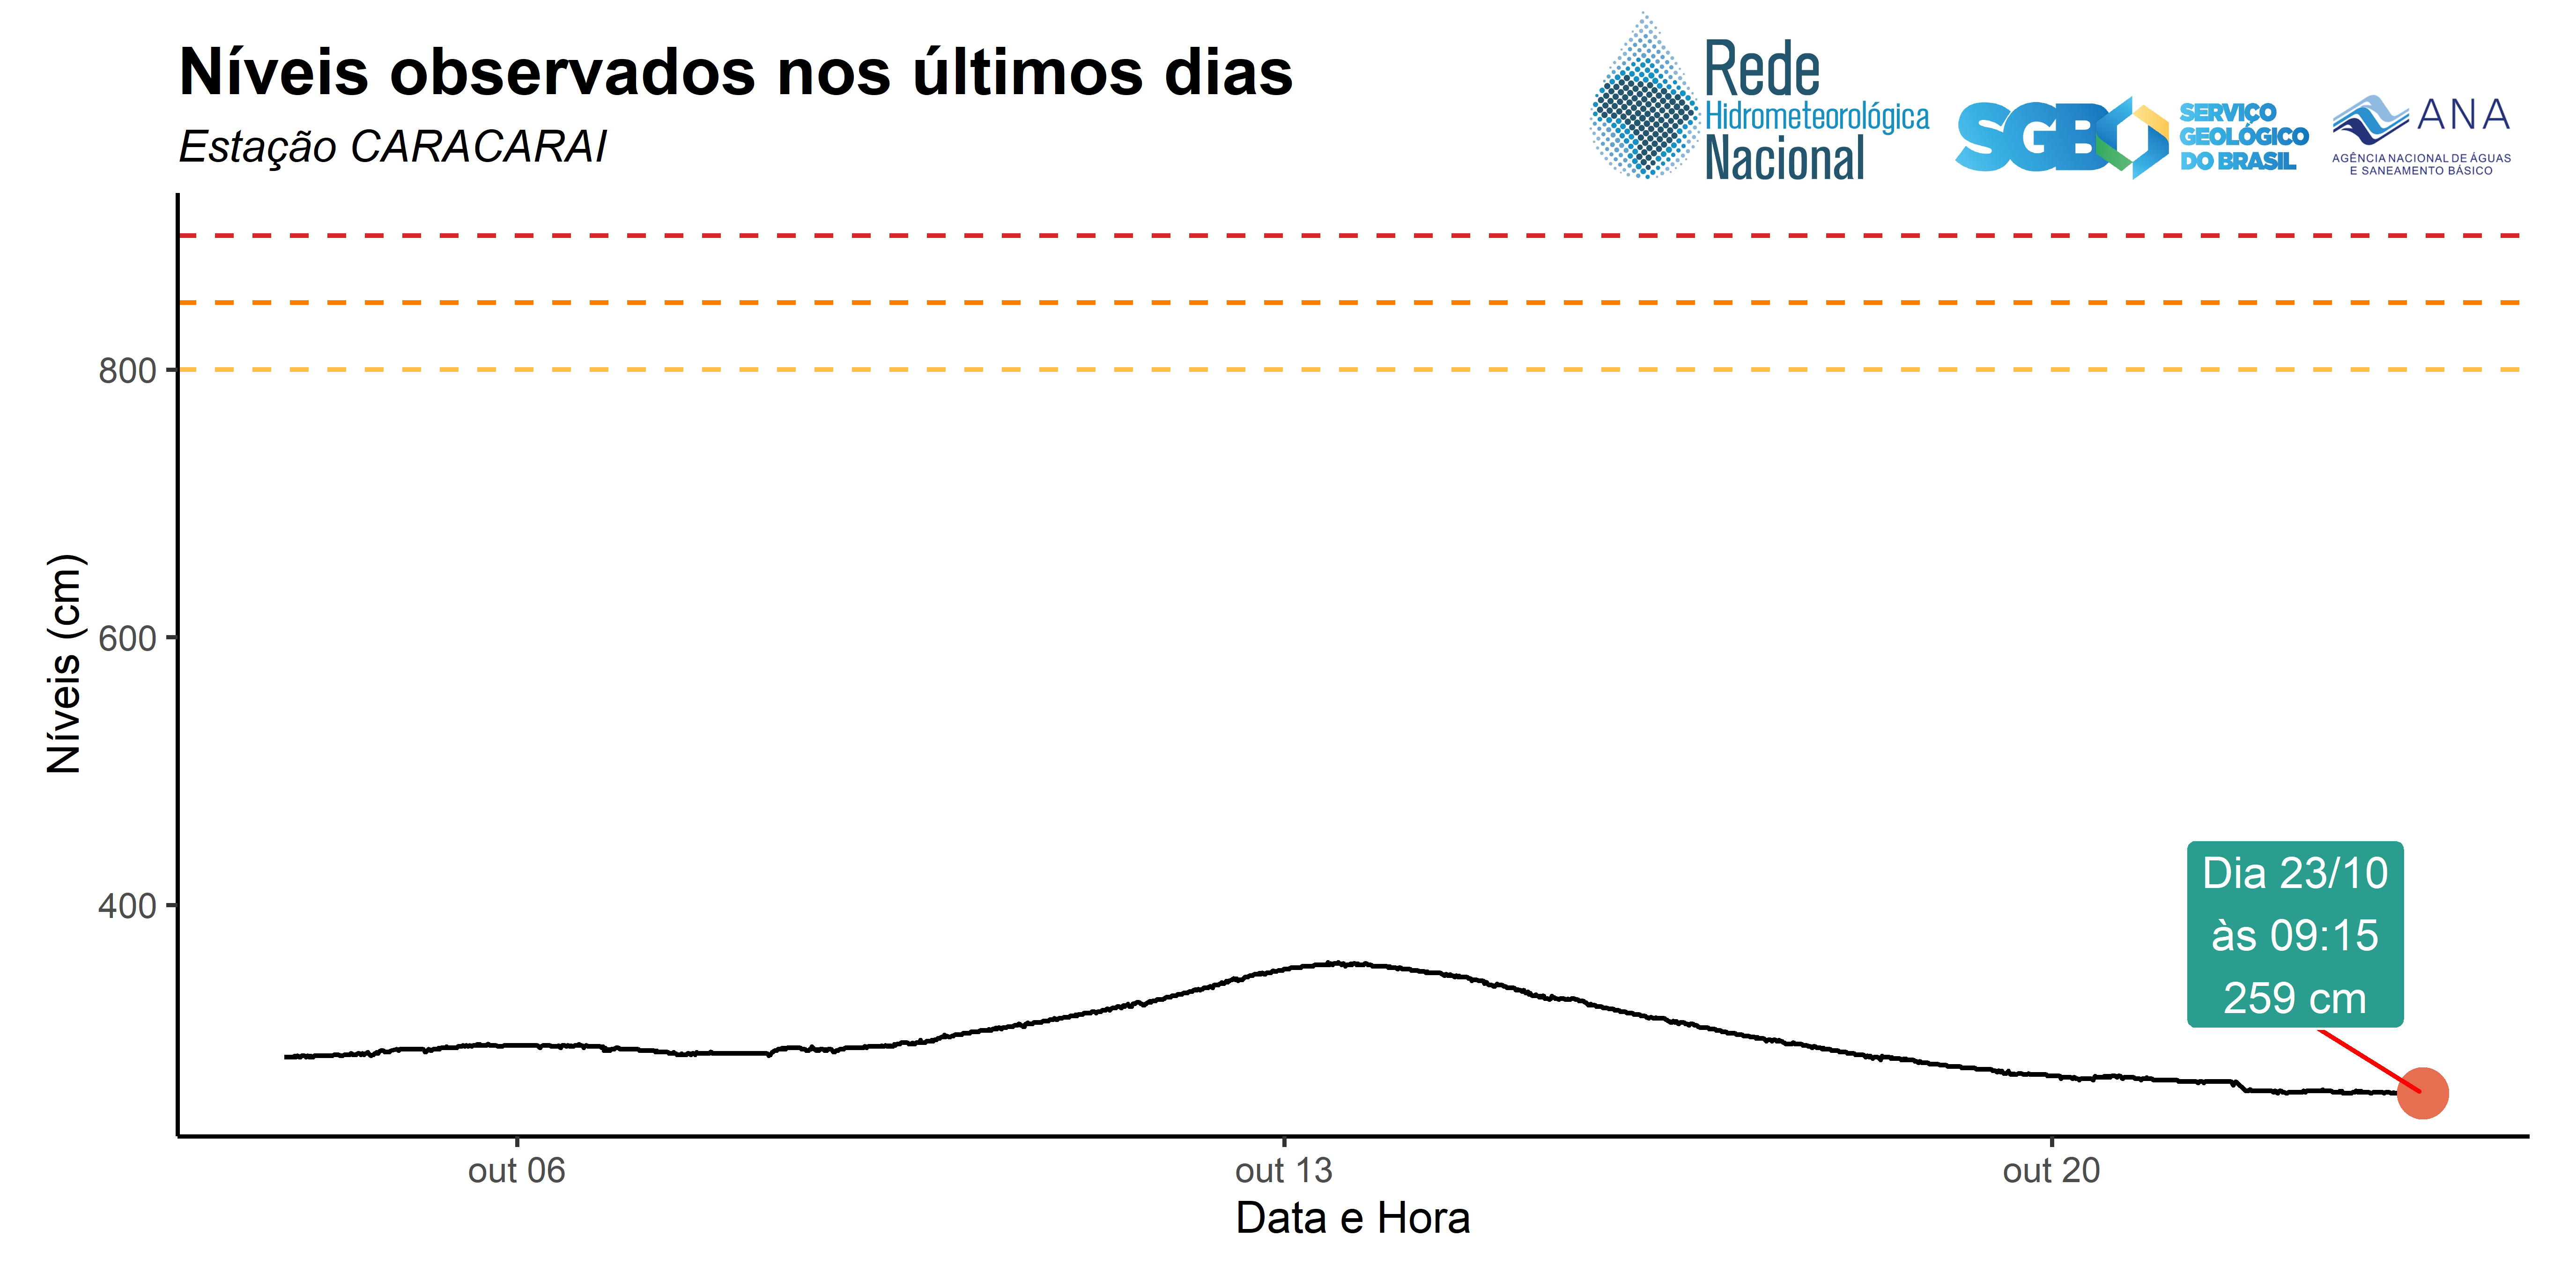 Níveis observados nos últimos dias
Estação CARACARAI
Rede
Hidrometeorológica
Nacional
SGB
SERVIÇO
GEOLÓGICO
DO BRASIL
ANA
AGÊNCIA NACIONAL DE ÁGUAS
E SANEAMENTO BÁSICO
Níveis (cm)
800
600
400
Dia 23/10
às 09:15
259 cm
out 06
out 13
out 20
Data e Hora